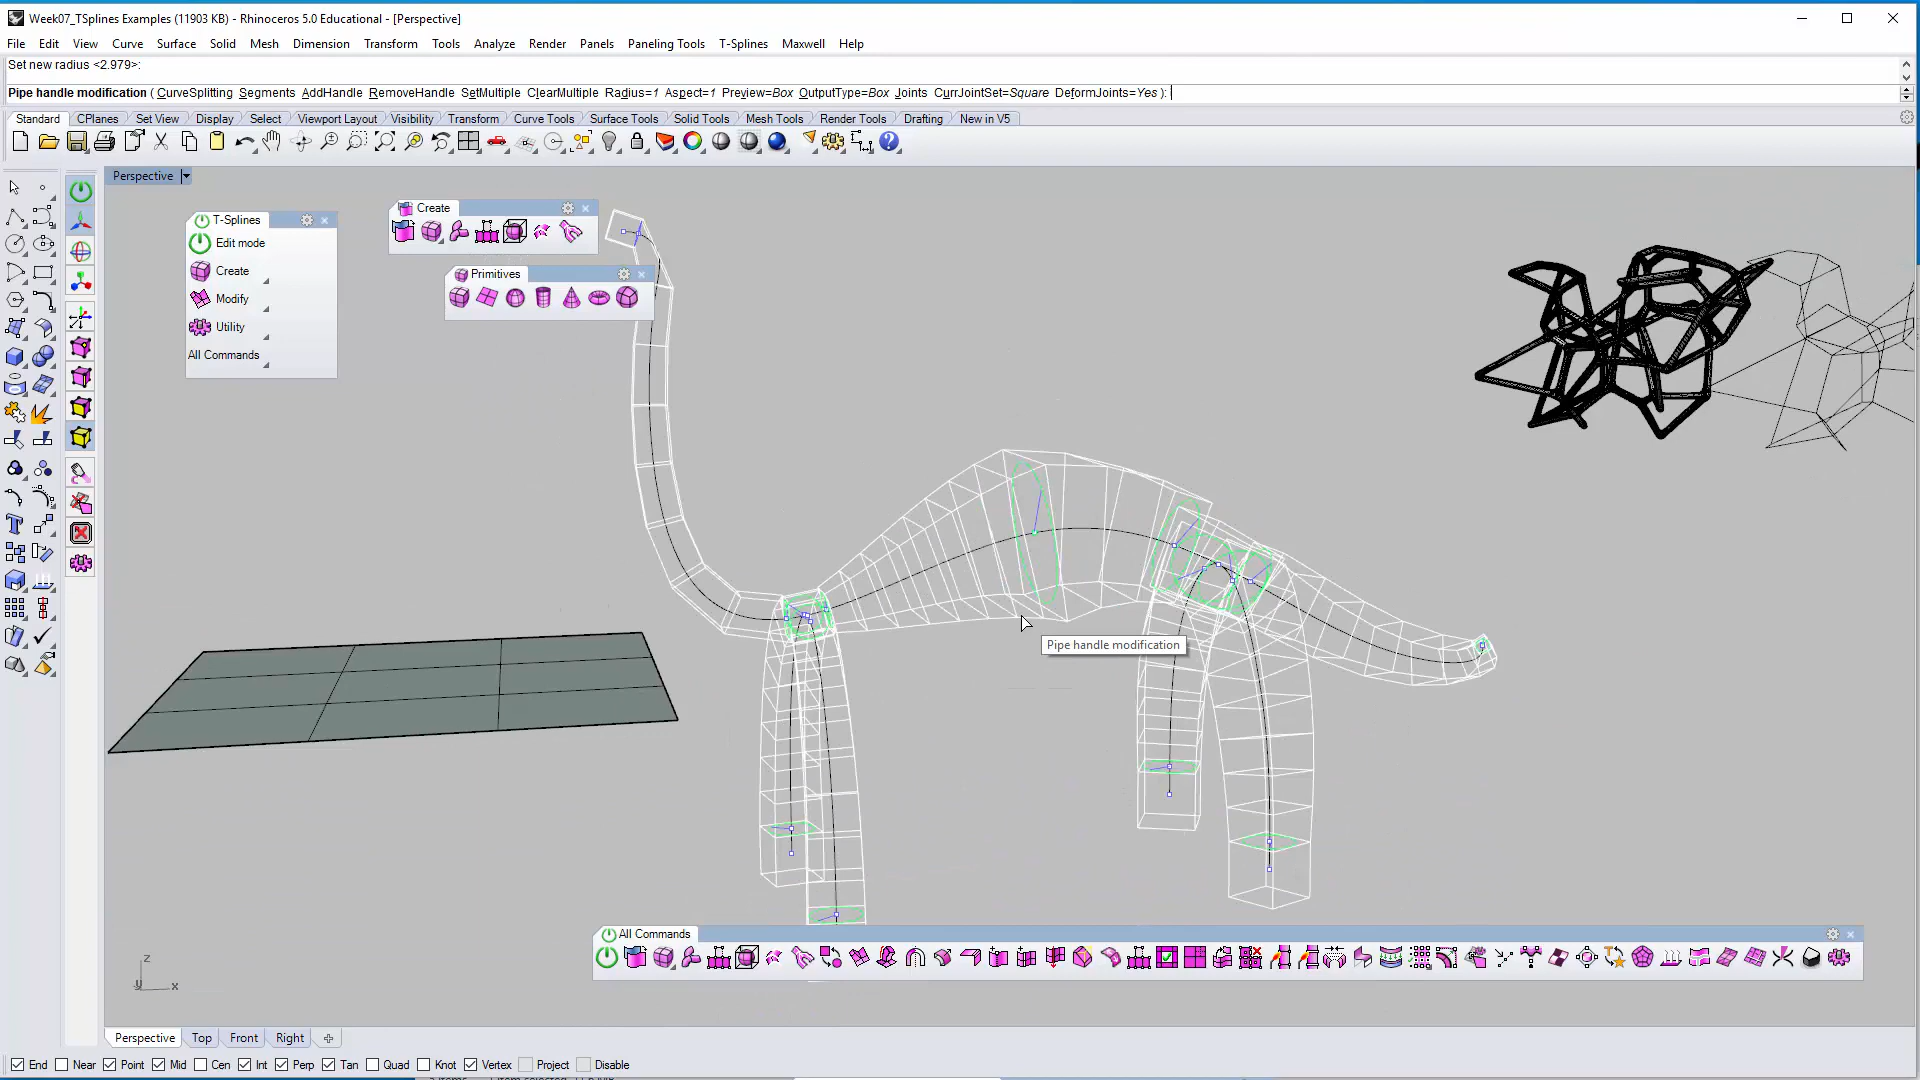 Week07_TSplines Examples (11903 KB) - Rhinoceros 5.0 Educational - [Perspective]
File Edit View Curve Surface Solid Mesh Dimension Transform Tools Analyze Render Panels Paneling Tools T-Splines Maxwell Help
Set new radius <2.979>:
Pipe handle modification ( CurveSplitting Segments AddHandle RemoveHandle SetMultiple ClearMultiple Radius=1 Aspect=1 Preview=Box OutputType=Box Joints CurrJointSet=Square DeformJoints=Yes ):
Standard CPlanes Set View Display Select Viewport Layout Visibility Transform Curve Tools Surface Tools Solid Tools Mesh Tools Render Tools Drafting New in V5
Perspective
T-Splines
Edit mode
Create
Modify
Utility
All Commands
Create
Primitives
Pipe handle modification
All Commands
z
y x
Perspective Top Front Right
End Near Point Mid Cen Int Perp Tan Quad Knot Vertex Project Disable